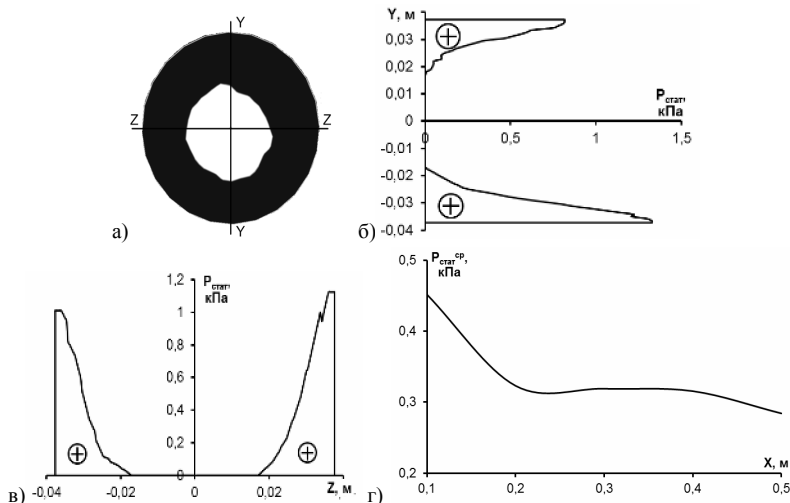 Y
Z Z
Y
а)
Y, м
0,04
0,03
0,02
0,01
Pстат,
кПа
0
0 0,5 1 1,5
-0,01
-0,02
-0,03
-0,04
б)
Pстат,
кПа
1,2
1
0,8
0,6
0,4
0,2
0
-0,04 -0,02 0 0,02 Z, м
в)
Pстатср,
кПа
0,5
0,4
0,3
0,2
X, м
0,1 0,2 0,3 0,4 0,5
г)